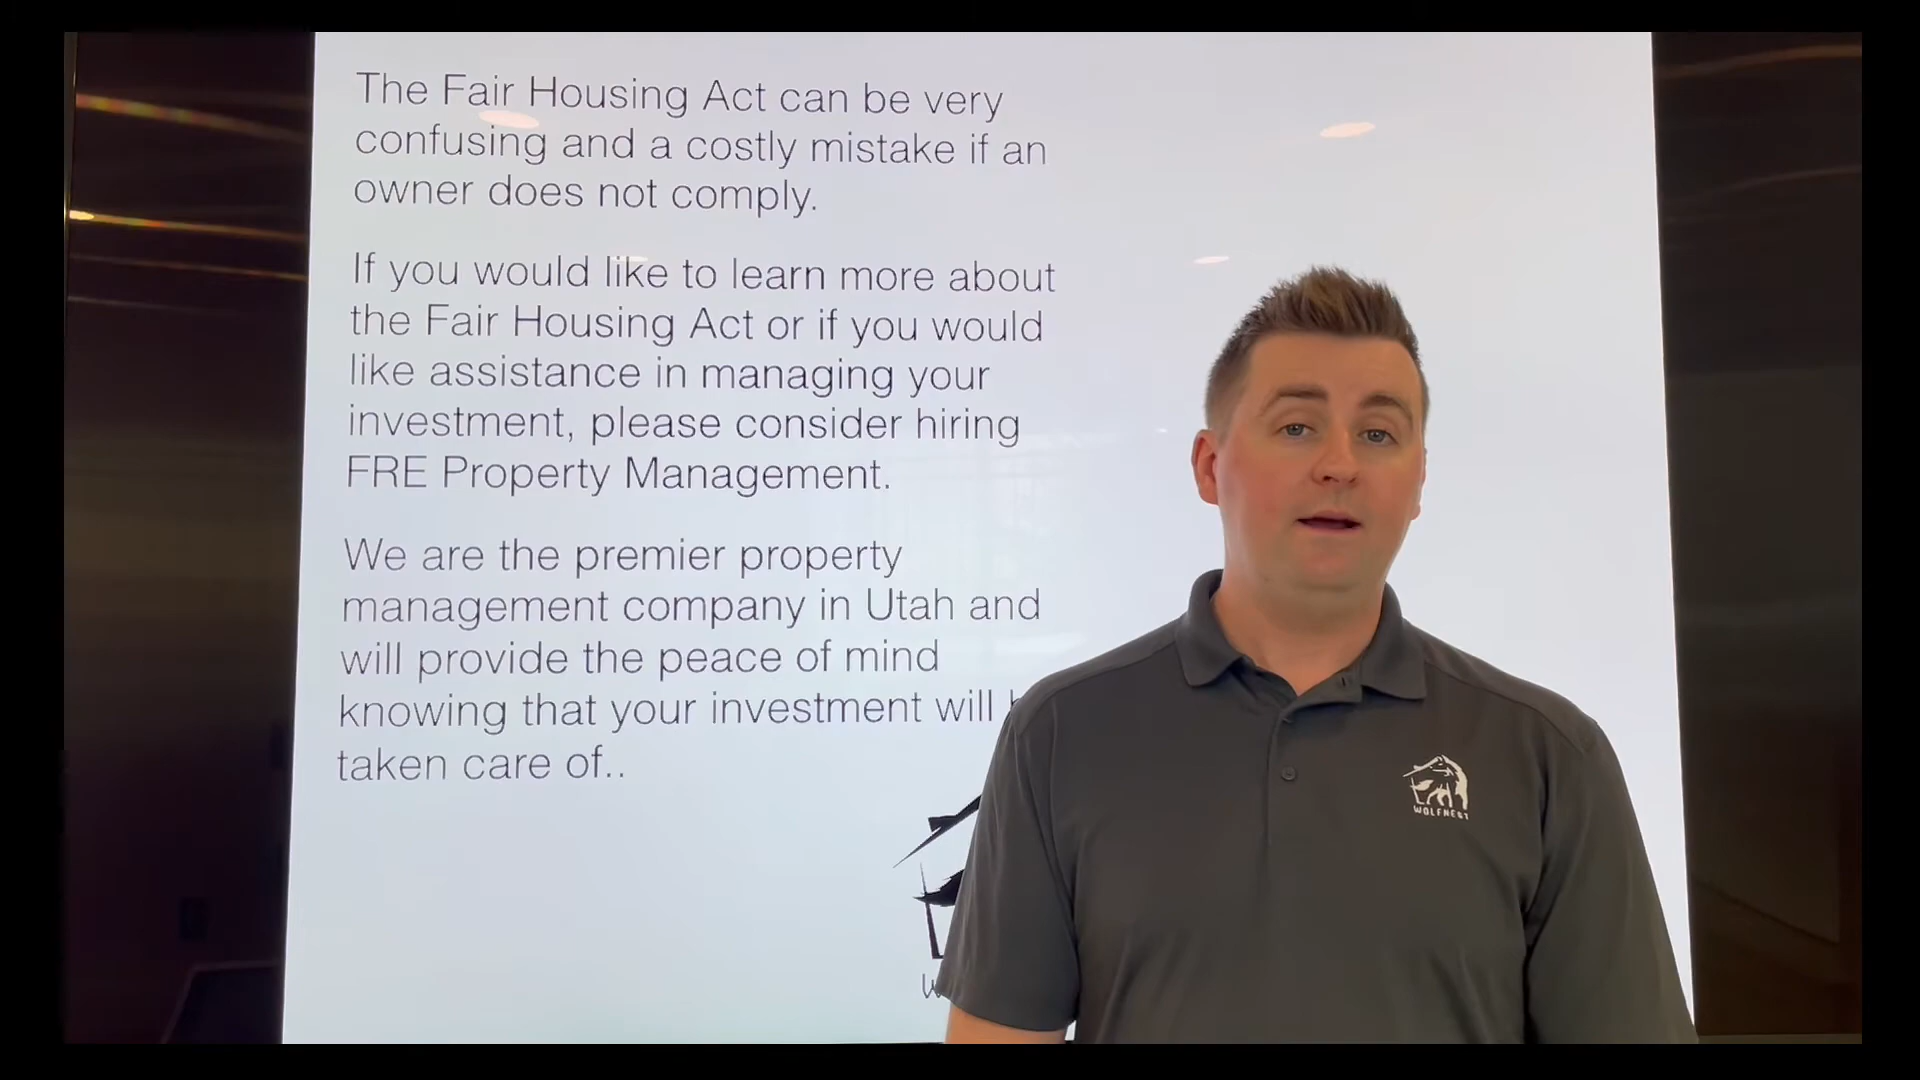 The Fair Housing Act can be very
confusing and a costly mistake if an
owner does not comply.
If you would like to learn more about
the Fair Housing Act or if you would
like assistance in managing your
investment, please consider hiring
FRE Property Management.
We are the premier property
management company in Utah and
will provide the peace of mind
knowing that your investment will
taken care of..
WOLFNEST